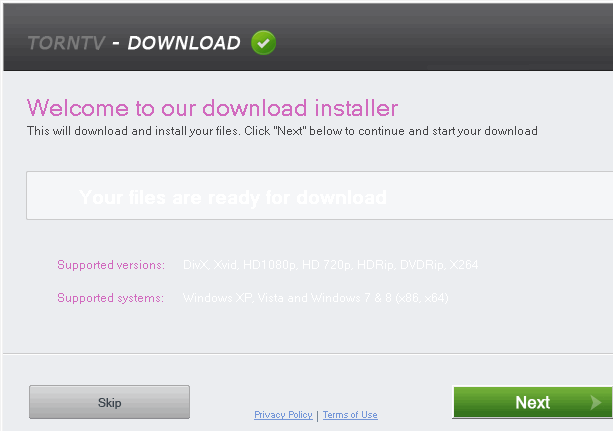 TORNTV - DOWNLOAD
Welcome to our download installer
This will download and install your files. Click "Next" below to continue and start your download
Your files are ready for download
Supported versions: DivX, Xvid, HD1080p, HD 720p, HDRip, DVDRip, X264
Supported systems: Windows XP, Vista and Windows 7 & 8 (x86, x64)
Skip
Privacy Policy | Terms of Use
Next